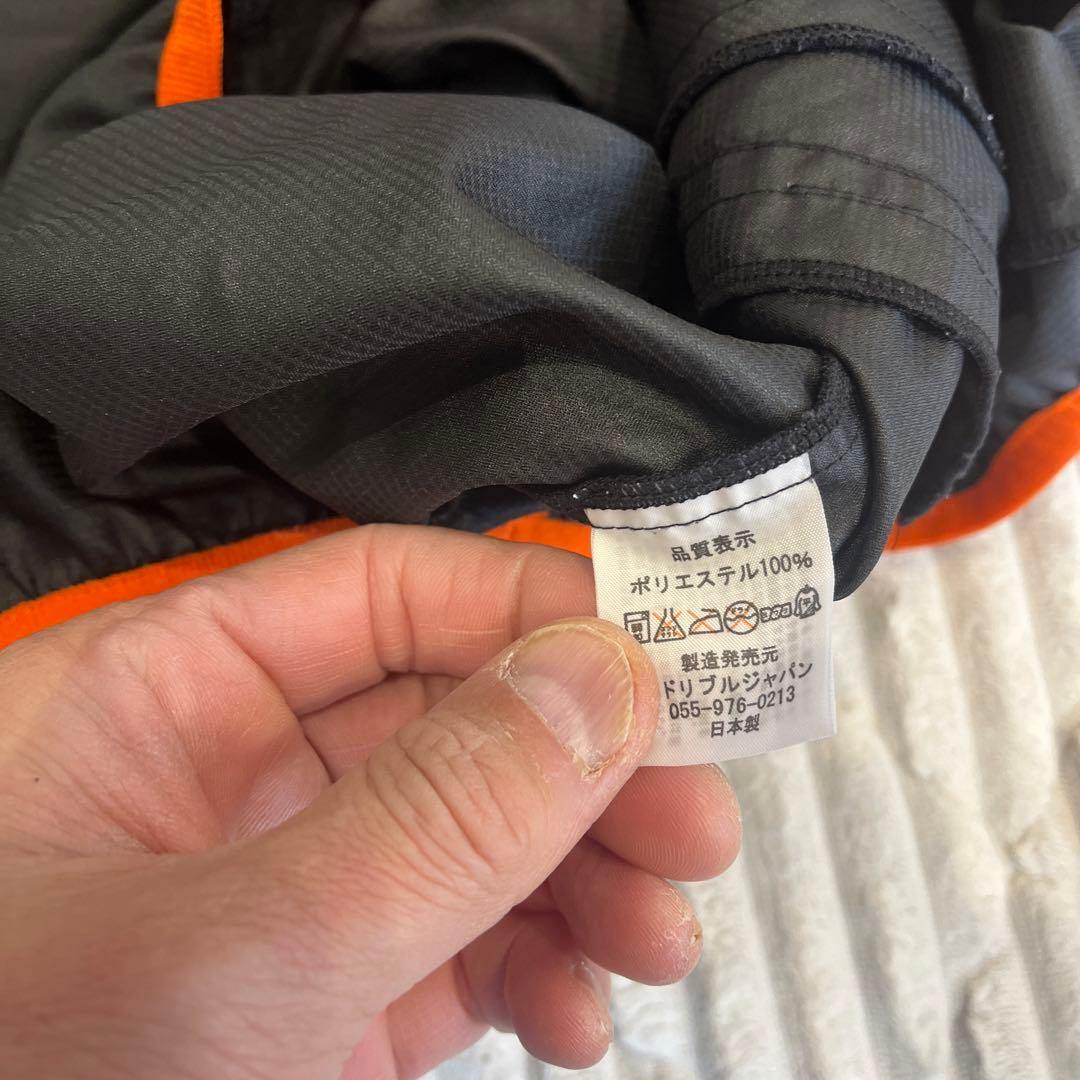 品質表示
ポリエステル100%
製造発売元
ドリブルジャパン
055-976-0213
日本製